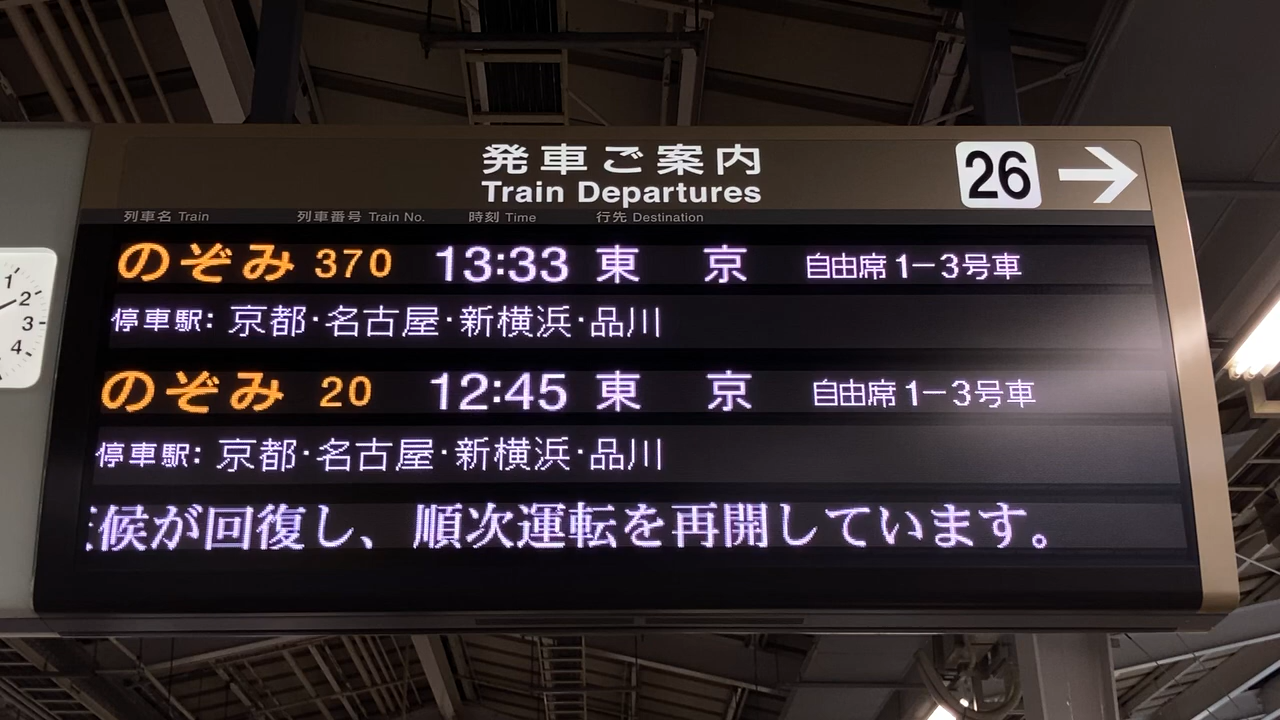 発車ご案内
Train Departures
26
列車名 Train 列車番号 Train No. 時刻 Time 行先 Destination
のぞみ 370 13:33 東京 自由席 1－3号車
停車駅: 京都・名古屋・新横浜・品川
のぞみ 20 12:45 東京 自由席 1－3号車
停車駅: 京都・名古屋・新横浜・品川
候が回復し、順次運転を再開しています。
1
2
3
4